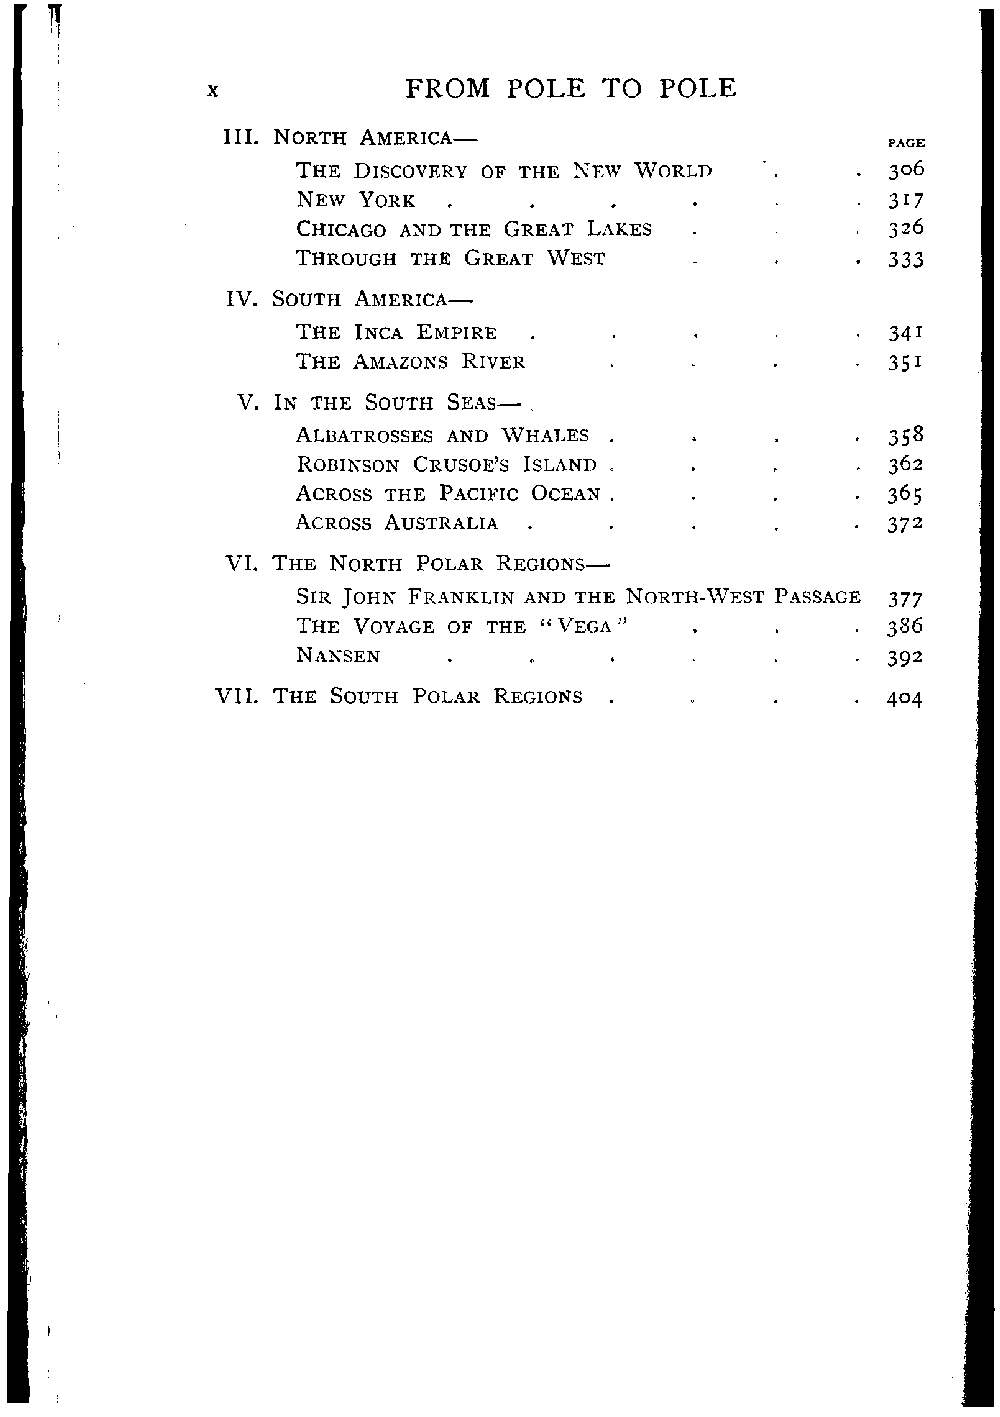 x FROM POLE TO POLE
III. NORTH AMERICA— PAGE
THE DISCOVERY OF THE NEW WORLD . . 306
NEW YORK . . . . . . 317
CHICAGO AND THE GREAT LAKES . . . 326
THROUGH THE GREAT WEST . . . 333
IV. SOUTH AMERICA—
THE INCA EMPIRE . . . . . 341
THE AMAZONS RIVER . . . . 351
V. IN THE SOUTH SEAS—
ALBATROSSES AND WHALES . . . . 358
ROBINSON CRUSOE'S ISLAND . . . . 362
ACROSS THE PACIFIC OCEAN . . . . 365
ACROSS AUSTRALIA . . . . . 372
VI. THE NORTH POLAR REGIONS—
SIR JOHN FRANKLIN AND THE NORTH-WEST PASSAGE 377
THE VOYAGE OF THE “VEGA” . . . 386
NANSEN . . . . . . 392
VII. THE SOUTH POLAR REGIONS . . . . 404